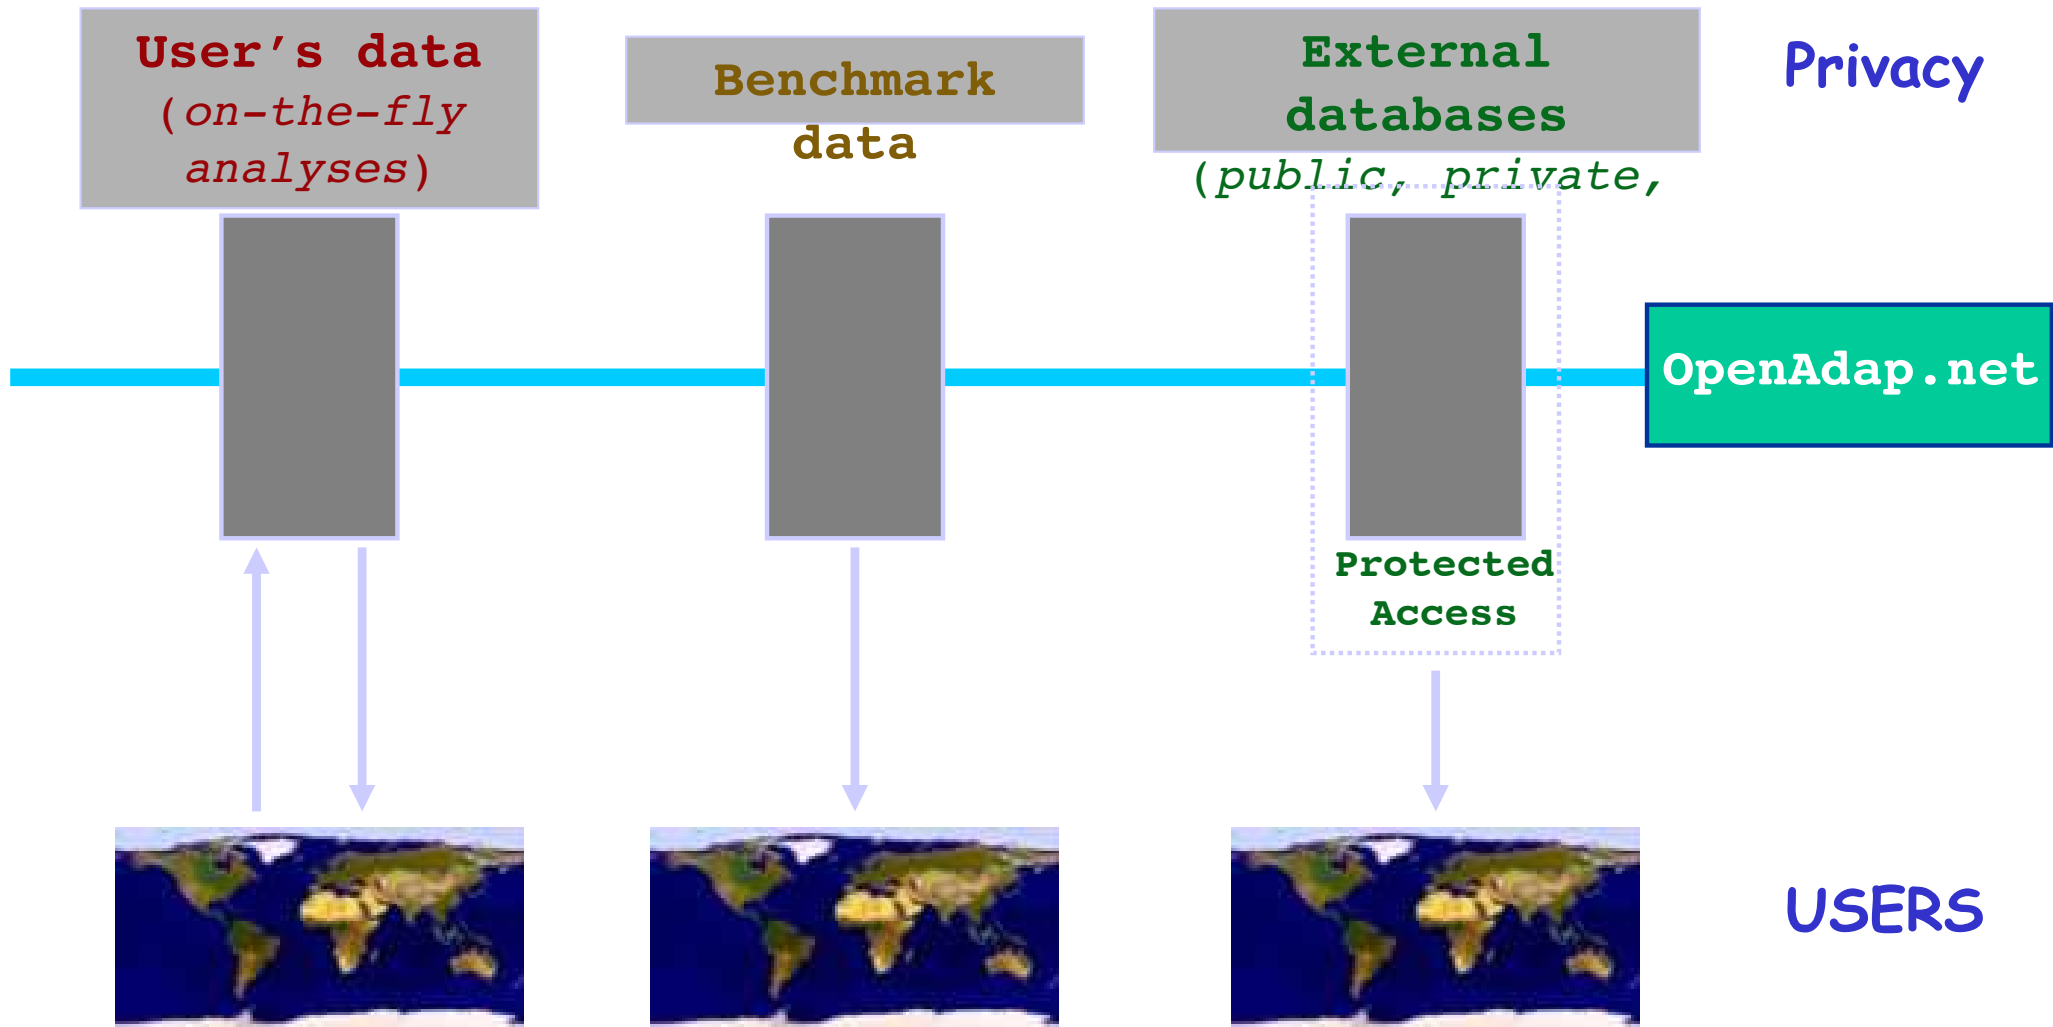 User’s data
(on-the-fly
analyses)
Benchmark
data
External
databases
(public, private,
Privacy
OpenAdap.net
Protected
Access
USERS